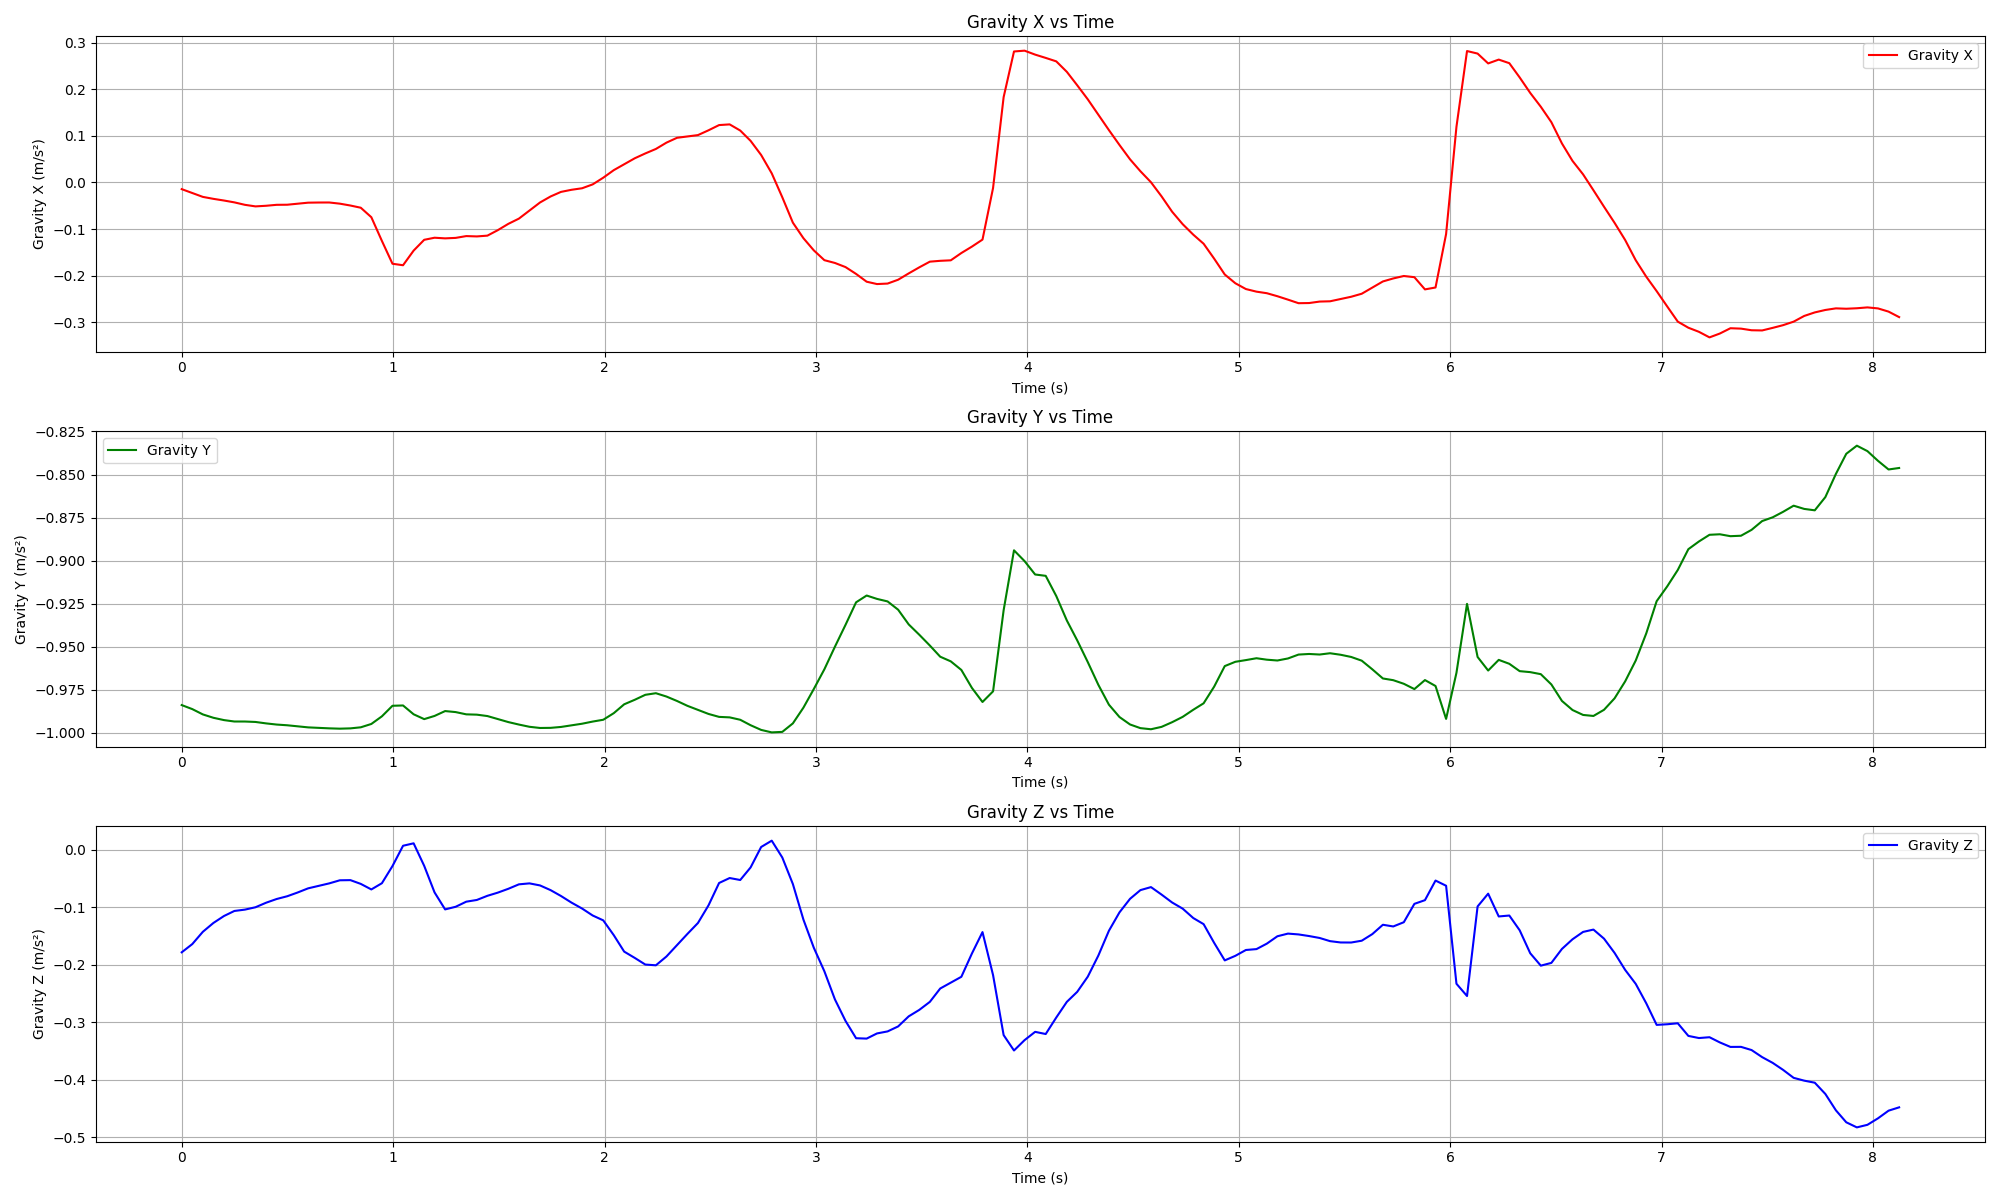 Gravity X vs Time
Gravity X (m/s²)
0.3
0.2
0.1
0.0
−0.1
−0.2
−0.3
Gravity X
0 1 2 3 4 5 6 7 8
Time (s)
Gravity Y vs Time
Gravity Y (m/s²)
−0.825
−0.850
−0.875
−0.900
−0.925
−0.950
−0.975
−1.000
Gravity Y
0 1 2 3 4 5 6 7 8
Time (s)
Gravity Z vs Time
Gravity Z (m/s²)
0.0
−0.1
−0.2
−0.3
−0.4
−0.5
Gravity Z
0 1 2 3 4 5 6 7 8
Time (s)